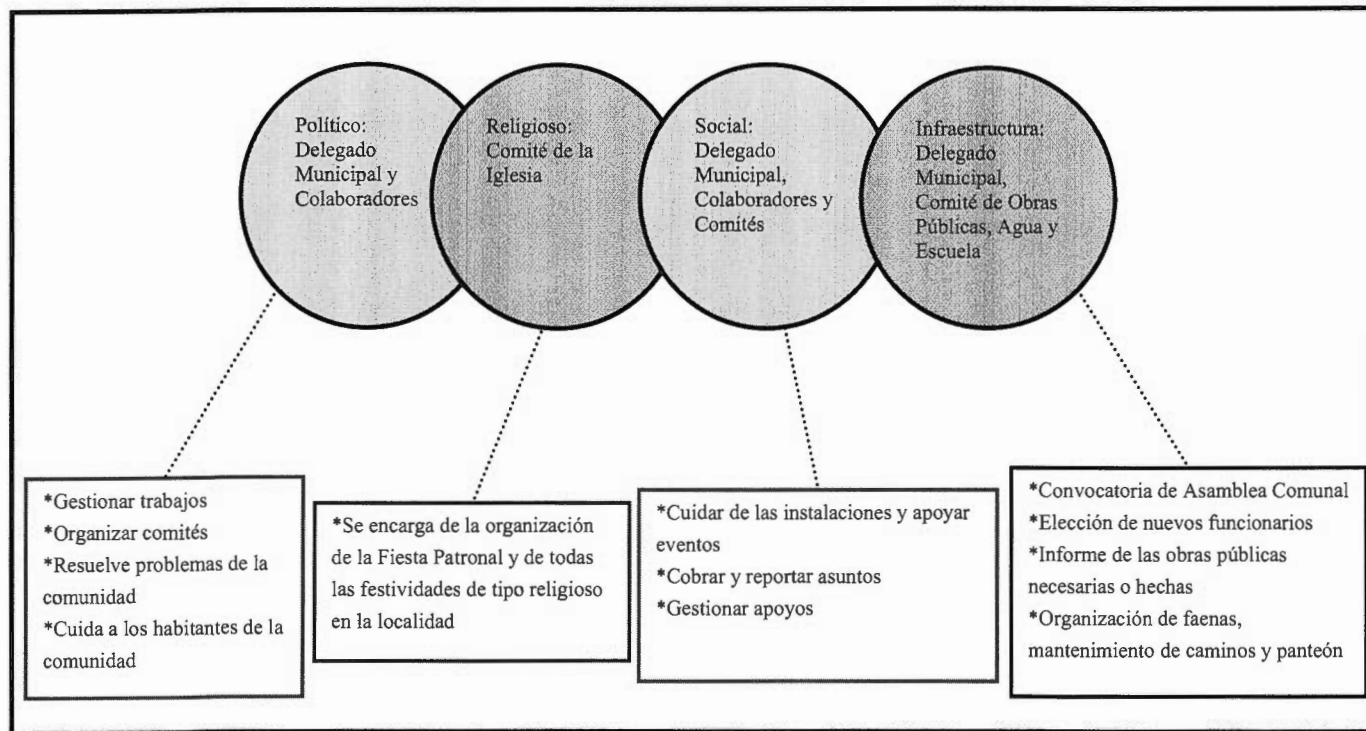 Político:
Delegado
Municipal y
Colaboradores
Religioso:
Comité de la
Iglesia
Social:
Delegado
Municipal,
Colaboradores y
Comités
Infraestructura:
Delegado
Municipal,
Comité de Obras
Públicas, Agua y
Escuela
*Gestionar trabajos
*Organizar comités
*Resuelve problemas de la
comunidad
*Cuida a los habitantes de la
comunidad
*Se encarga de la organización
de la Fiesta Patronal y de todas
las festividades de tipo religioso
en la localidad
*Cuidar de las instalaciones y apoyar
eventos
*Cobrar y reportar asuntos
*Gestionar apoyos
*Convocatoria de Asamblea Comunal
*Elección de nuevos funcionarios
*Informe de las obras públicas
necesarias o hechas
*Organización de faenas,
mantenimiento de caminos y panteón